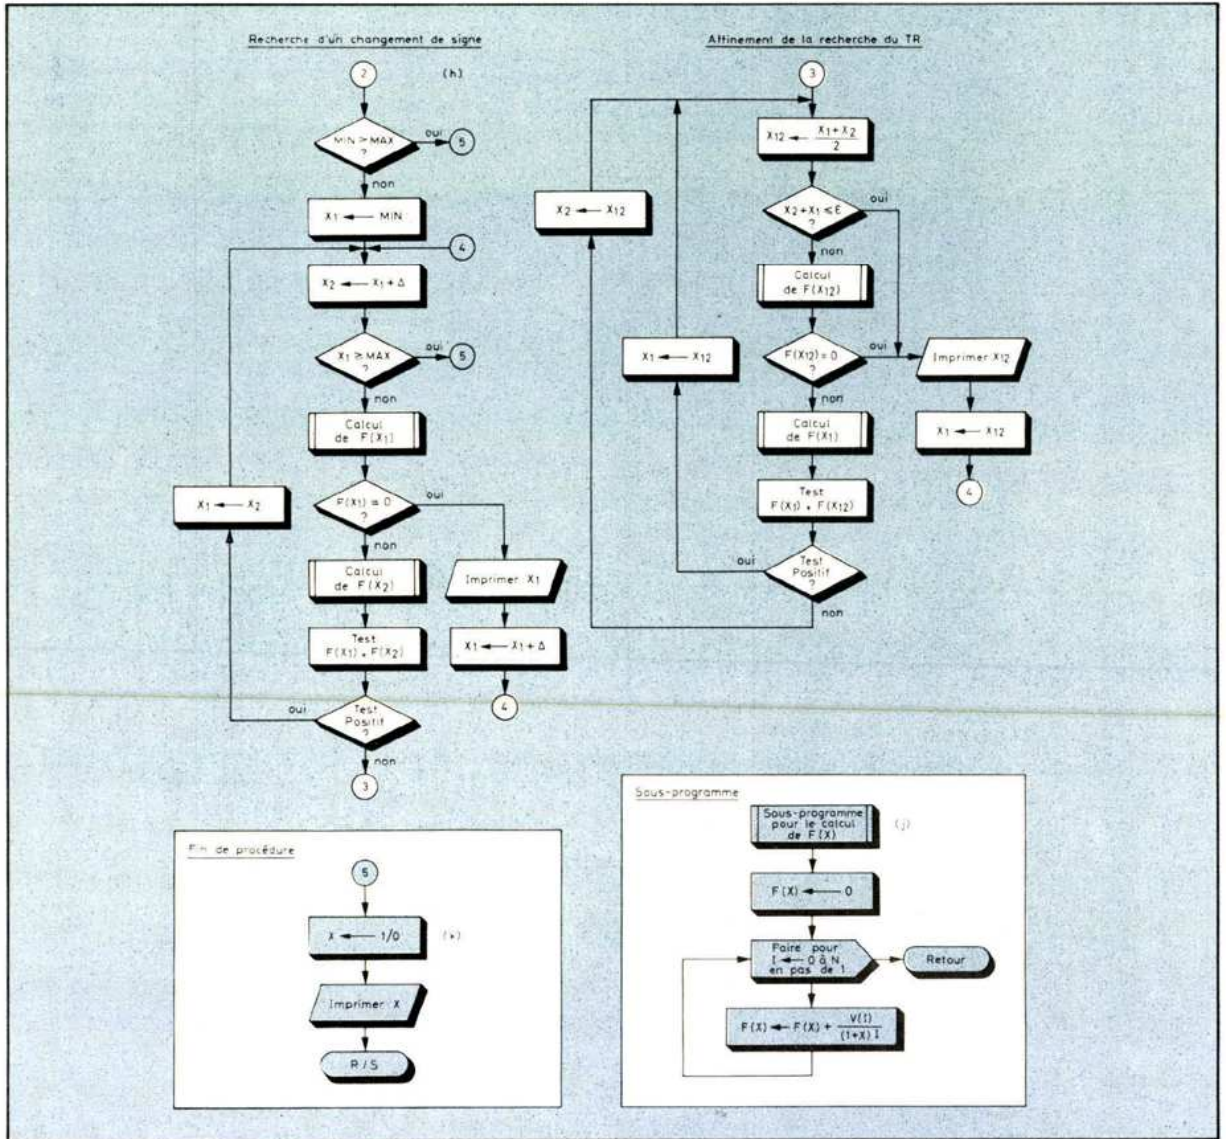 Recherche d'un changement de signe
2
(h)
MIN ≥ MAX
?
oui
5
non
X1 ← MIN
4
X2 ← X1 + Δ
X1 ≥ MAX
?
oui
5
non
Calcul
de F(X1)
X1 ← X2
F(X1) = 0
?
oui
non
Calcul
de F(X2)
Imprimer X1
Test
F(X1) * F(X2)
X1 ← X1 + Δ
4
oui
Test
Positif
?
non
3
Affinement de la recherche du TR
3
X12 ← X1 + X2
2
X2 ← X12
X2 + X1 ≤ E
?
oui
non
Calcul
de F(X12)
X1 ← X12
F(X12) = 0
?
oui
Imprimer X12
non
Calcul
de F(X1)
X1 ← X12
4
Test
F(X1) * F(X12)
oui
Test
Positif
?
non
Fin de procédure
5
X ← 1/0
(k)
Imprimer X
R / S
Sous-programme
Sous-programme
pour le calcul
de F(X)
(j)
F(X) ← 0
Faire pour
I ← 0 à N
en pas de 1
Retour
F(X) ← F(X) + V(I)
(1+X) I